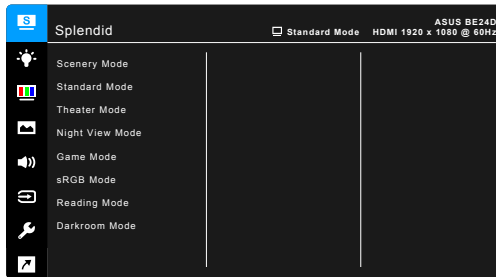 S
Splendid
Standard Mode
ASUS BE24D
HDMI 1920 x 1080 @ 60Hz
Scenery Mode
Standard Mode
Theater Mode
Night View Mode
Game Mode
sRGB Mode
Reading Mode
Darkroom Mode